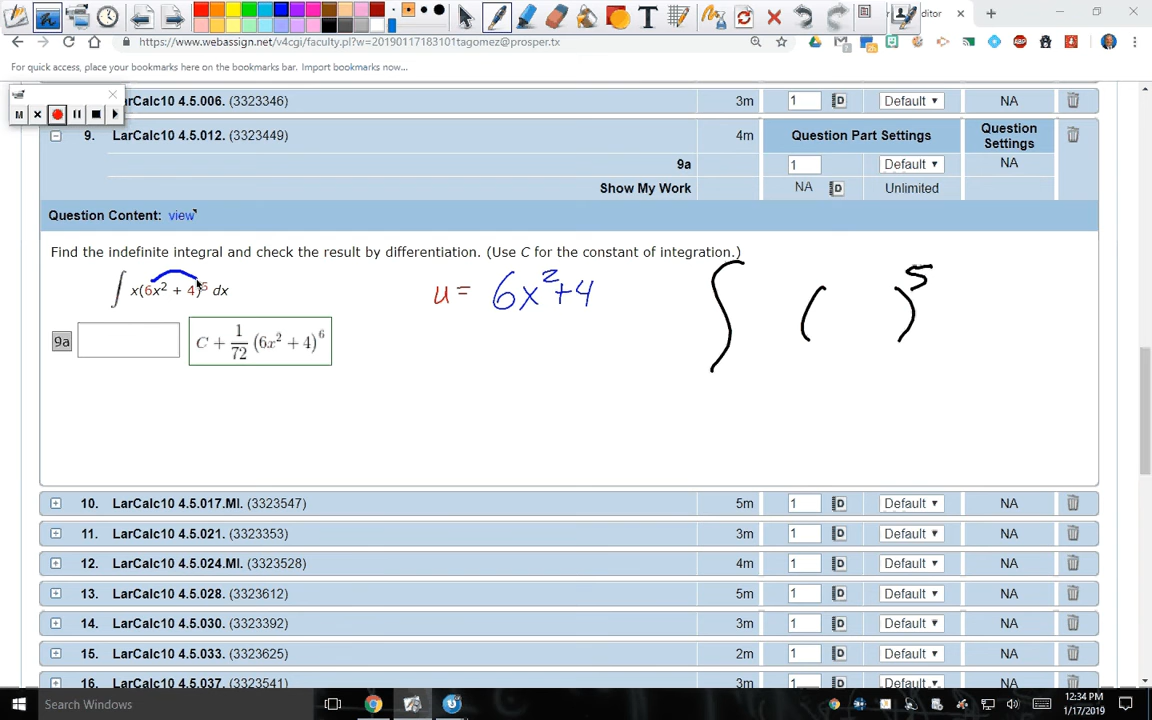 ditor
https://www.webassign.net/v4cgi/faculty.pl?w=20190117183101tagomez@prosper.tx
For quick access, place your bookmarks here on the bookmarks bar. Import bookmarks now...
M
arCalc10 4.5.006. (3323346) 3m 1 D Default NA
9. LarCalc10 4.5.012. (3323449) 4m Question Part Settings Question Settings
9a 1 Default NA
Show My Work NA D Unlimited
Question Content: view
Find the indefinite integral and check the result by differentiation. (Use C for the constant of integration.)
∫ x(6x² + 4)⁵ dx u = 6x²+4 ∫ ( )⁵
9a C + 1/72 (6x² + 4)⁶
10. LarCalc10 4.5.017.MI. (3323547) 5m 1 D Default NA
11. LarCalc10 4.5.021. (3323353) 3m 1 D Default NA
12. LarCalc10 4.5.024.MI. (3323528) 4m 1 D Default NA
13. LarCalc10 4.5.028. (3323612) 5m 1 D Default NA
14. LarCalc10 4.5.030. (3323392) 3m 1 D Default NA
15. LarCalc10 4.5.033. (3323625) 2m 1 D Default NA
16. LarCalc10 4.5.037. (3323541) 3m 1 D Default NA
Search Windows
12:34 PM
1/17/2019